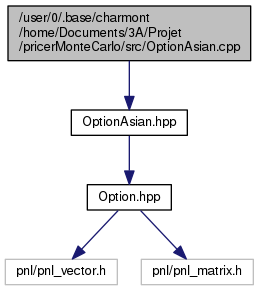 /user/0/.base/charmont
/home/Documents/3A/Projet
/pricerMonteCarlo/src/OptionAsian.cpp
OptionAsian.hpp
Option.hpp
pnl/pnl_vector.h
pnl/pnl_matrix.h